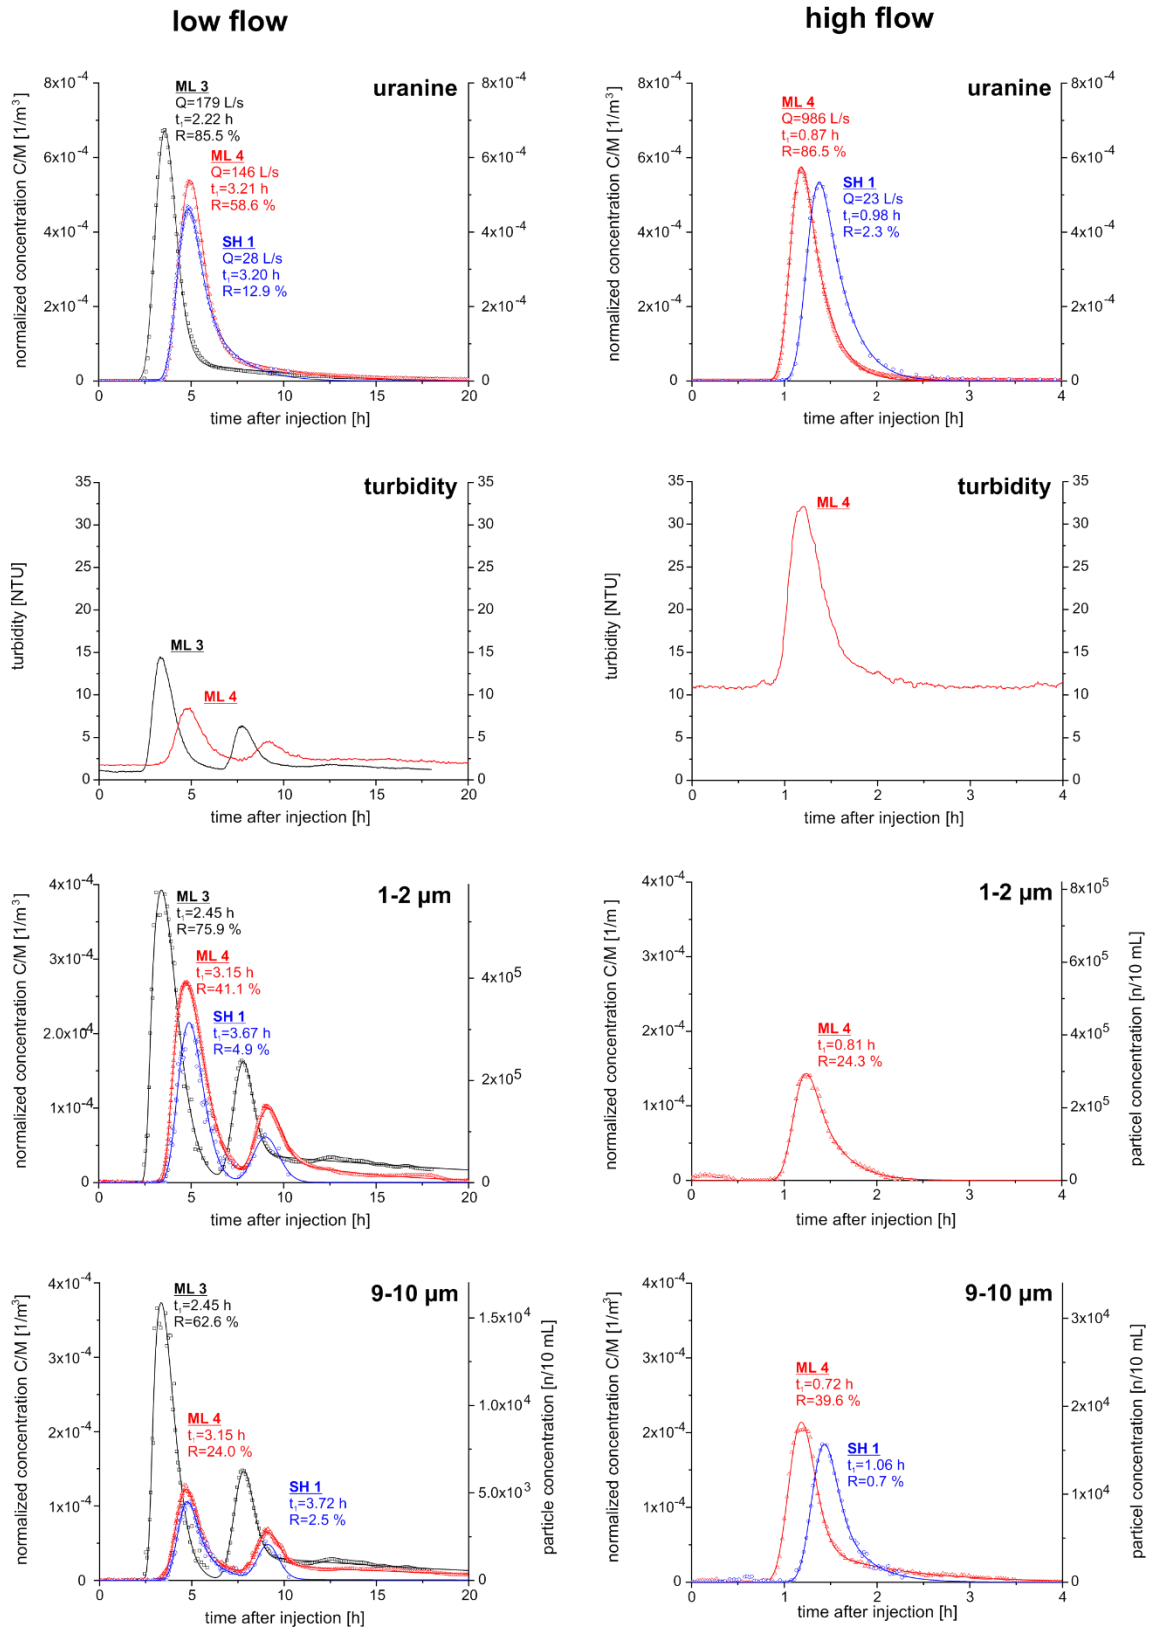 low flow
high flow
8x10⁻⁴
6x10⁻⁴
4x10⁻⁴
2x10⁻⁴
0
normalized concentration C/M [1/m³]
uranine
ML 3
Q=179 L/s
t₁=2.22 h
R=85.5 %
ML 4
Q=146 L/s
t₁=3.21 h
R=58.6 %
SH 1
Q=28 L/s
t₁=3.20 h
R=12.9 %
8x10⁻⁴
6x10⁻⁴
4x10⁻⁴
2x10⁻⁴
0
0 5 10 15 20
time after injection [h]
8x10⁻⁴
6x10⁻⁴
4x10⁻⁴
2x10⁻⁴
0
normalized concentration C/M [1/m³]
uranine
ML 4
Q=986 L/s
t₁=0.87 h
R=86.5 %
SH 1
Q=23 L/s
t₁=0.98 h
R=2.3 %
8x10⁻⁴
6x10⁻⁴
4x10⁻⁴
2x10⁻⁴
0
0 1 2 3 4
time after injection [h]
35
30
25
20
15
10
5
0
turbidity [NTU]
turbidity
ML 3
ML 4
35
30
25
20
15
10
5
0
0 5 10 15 20
time after injection [h]
35
30
25
20
15
10
5
0
turbidity [NTU]
turbidity
ML 4
35
30
25
20
15
10
5
0
0 1 2 3 4
time after injection [h]
4x10⁻⁴
3x10⁻⁴
2.0x10⁻⁴
1x10⁻⁴
0
normalized concentration C/M [1/m³]
1-2 µm
ML 3
t₁=2.45 h
R=75.9 %
ML 4
t₁=3.15 h
R=41.1 %
SH 1
t₁=3.67 h
R=4.9 %
4x10⁵
2x10⁵
0
0 5 10 15 20
time after injection [h]
4x10⁻⁴
3x10⁻⁴
2x10⁻⁴
1x10⁻⁴
0
normalized concentration C/M [1/m ]
1-2 µm
ML 4
t₁=0.81 h
R=24.3 %
8x10⁵
6x10⁵
4x10⁵
2x10⁵
0
particel concentration [n/10 mL]
0 1 2 3 4
time after injection [h]
4x10⁻⁴
3x10⁻⁴
2x10⁻⁴
1x10⁻⁴
0
normalized concentration C/M [1/m³]
9-10 µm
ML 3
t₁=2.45 h
R=62.6 %
ML 4
t₁=3.15 h
R=24.0 %
SH 1
t₁=3.72 h
R=2.5 %
1.5x10⁴
1.0x10⁴
5.0x10³
0
particle concentration [n/10 mL]
0 5 10 15 20
time after injection [h]
4x10⁻⁴
3x10⁻⁴
2x10⁻⁴
1x10⁻⁴
0
normalized concentration C/M [1/m³]
9-10 µm
ML 4
t₁=0.72 h
R=39.6 %
SH 1
t₁=1.06 h
R=0.7 %
3x10⁴
2x10⁴
1x10⁴
0
particel concentration [n/10 mL]
0 1 2 3 4
time after injection [h]